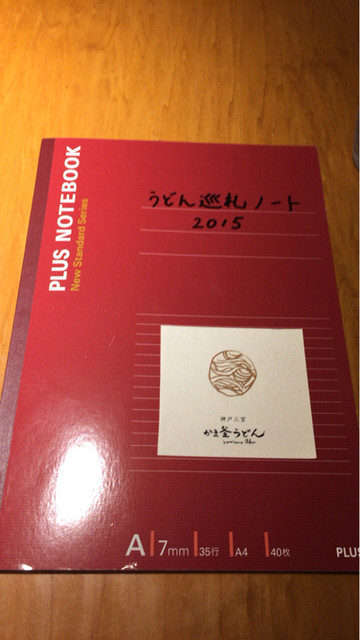 PLUS NOTEBOOK
New Standard Series
うどん巡礼ノート
2015
神戸三宮
かま釜うどん
A 7mm 35行 A4 40枚
PLUS